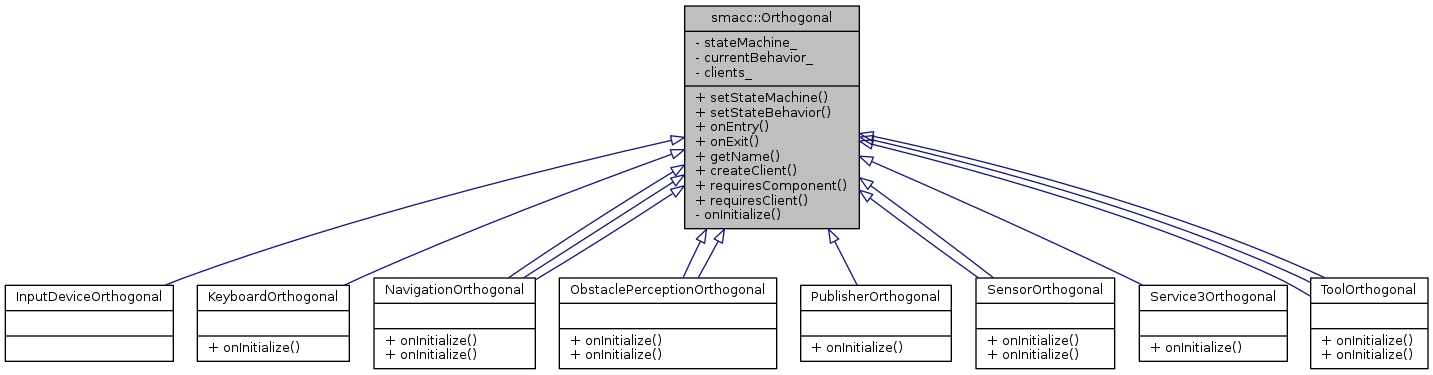 smacc::Orthogonal
- stateMachine_
- currentBehavior_
- clients_
+ setStateMachine()
+ setStateBehavior()
+ onEntry()
+ onExit()
+ getName()
+ createClient()
+ requiresComponent()
+ requiresClient()
- onInitialize()
InputDeviceOrthogonal
KeyboardOrthogonal
+ onInitialize()
NavigationOrthogonal
+ onInitialize()
+ onInitialize()
ObstaclePerceptionOrthogonal
+ onInitialize()
+ onInitialize()
PublisherOrthogonal
+ onInitialize()
SensorOrthogonal
+ onInitialize()
+ onInitialize()
Service3Orthogonal
+ onInitialize()
ToolOrthogonal
+ onInitialize()
+ onInitialize()